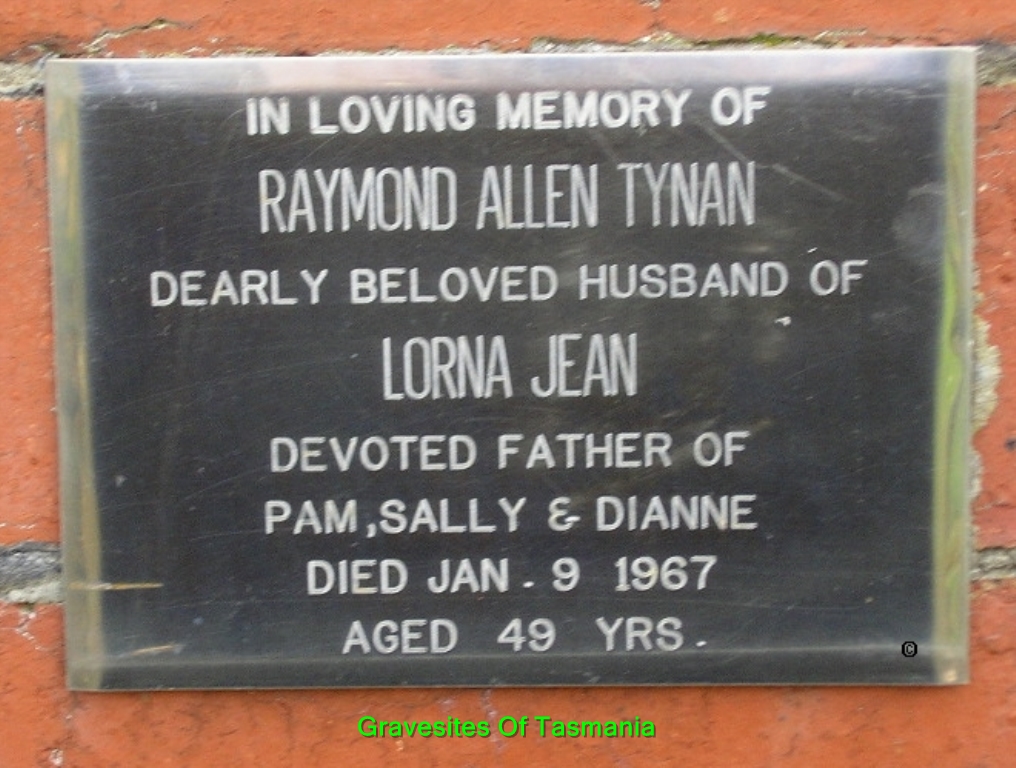 IN LOVING MEMORY OF
RAYMOND ALLEN TYNAN
DEARLY BELOVED HUSBAND OF
LORNA JEAN
DEVOTED FATHER OF
PAM,SALLY & DIANNE
DIED JAN. 9 1967
AGED 49 YRS.
©
Gravesites Of Tasmania